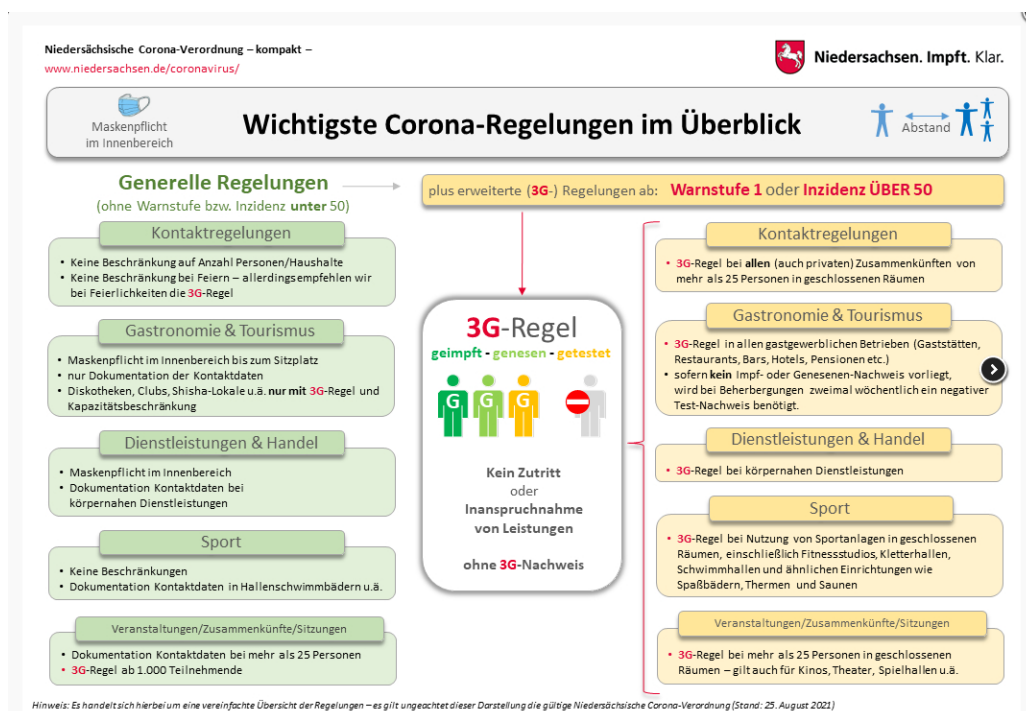 Niedersächsische Corona-Verordnung – kompakt –
www.niedersachsen.de/coronavirus/
Niedersachsen. Impft. Klar.
Maskenpflicht
im Innenbereich
Wichtigste Corona-Regelungen im Überblick
Abstand
Generelle Regelungen
(ohne Warnstufe bzw. Inzidenz unter 50)
plus erweiterte (3G-) Regelungen ab: Warnstufe 1 oder Inzidenz ÜBER 50
Kontaktregelungen
• Keine Beschränkung auf Anzahl Personen/Haushalte
• Keine Beschränkung bei Feiern – allerdingsempfehlen wir
bei Feierlichkeiten die 3G-Regel
Gastronomie & Tourismus
• Maskenpflicht im Innenbereich bis zum Sitzplatz
• nur Dokumentation der Kontaktdaten
• Diskotheken, Clubs, Shisha-Lokale u.ä. nur mit 3G-Regel und
Kapazitätsbeschränkung
Dienstleistungen & Handel
• Maskenpflicht im Innenbereich
• Dokumentation Kontaktdaten bei
körpernahen Dienstleistungen
Sport
• Keine Beschränkungen
• Dokumentation Kontaktdaten in Hallenschwimmbädern u.ä.
Veranstaltungen/Zusammenkünfte/Sitzungen
• Dokumentation Kontaktdaten bei mehr als 25 Personen
• 3G-Regel ab 1.000 Teilnehmende
3G-Regel
geimpft - genesen - getestet
G G G
Kein Zutritt
oder
Inanspruchnahme
von Leistungen
ohne 3G-Nachweis
Kontaktregelungen
• 3G-Regel bei allen (auch privaten) Zusammenkünften von
mehr als 25 Personen in geschlossenen Räumen
Gastronomie & Tourismus
• 3G-Regel in allen gastgewerblichen Betrieben (Gaststätten,
Restaurants, Bars, Hotels, Pensionen etc.)
• sofern kein Impf- oder Genesenen-Nachweis vorliegt,
wird bei Beherbergungen zweimal wöchentlich ein negativer
Test-Nachweis benötigt.
Dienstleistungen & Handel
• 3G-Regel bei körpernahen Dienstleistungen
Sport
• 3G-Regel bei Nutzung von Sportanlagen in geschlossenen
Räumen, einschließlich Fitnessstudios, Kletterhallen,
Schwimmhallen und ähnlichen Einrichtungen wie
Spaßbädern, Thermen und Saunen
Veranstaltungen/Zusammenkünfte/Sitzungen
• 3G-Regel bei mehr als 25 Personen in geschlossenen
Räumen – gilt auch für Kinos, Theater, Spielhallen u.ä.
Hinweis: Es handelt sich hierbei um eine vereinfachte Übersicht der Regelungen – es gilt ungeachtet dieser Darstellung die gültige Niedersächsische Corona-Verordnung (Stand: 25. August 2021)